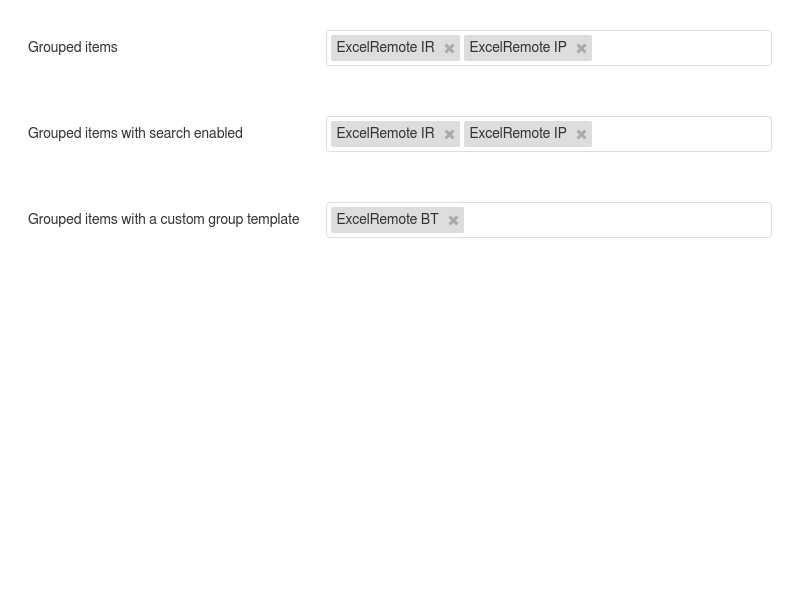 Grouped items
ExcelRemote IR ExcelRemote IP
Grouped items with search enabled
ExcelRemote IR ExcelRemote IP
Grouped items with a custom group template
ExcelRemote BT